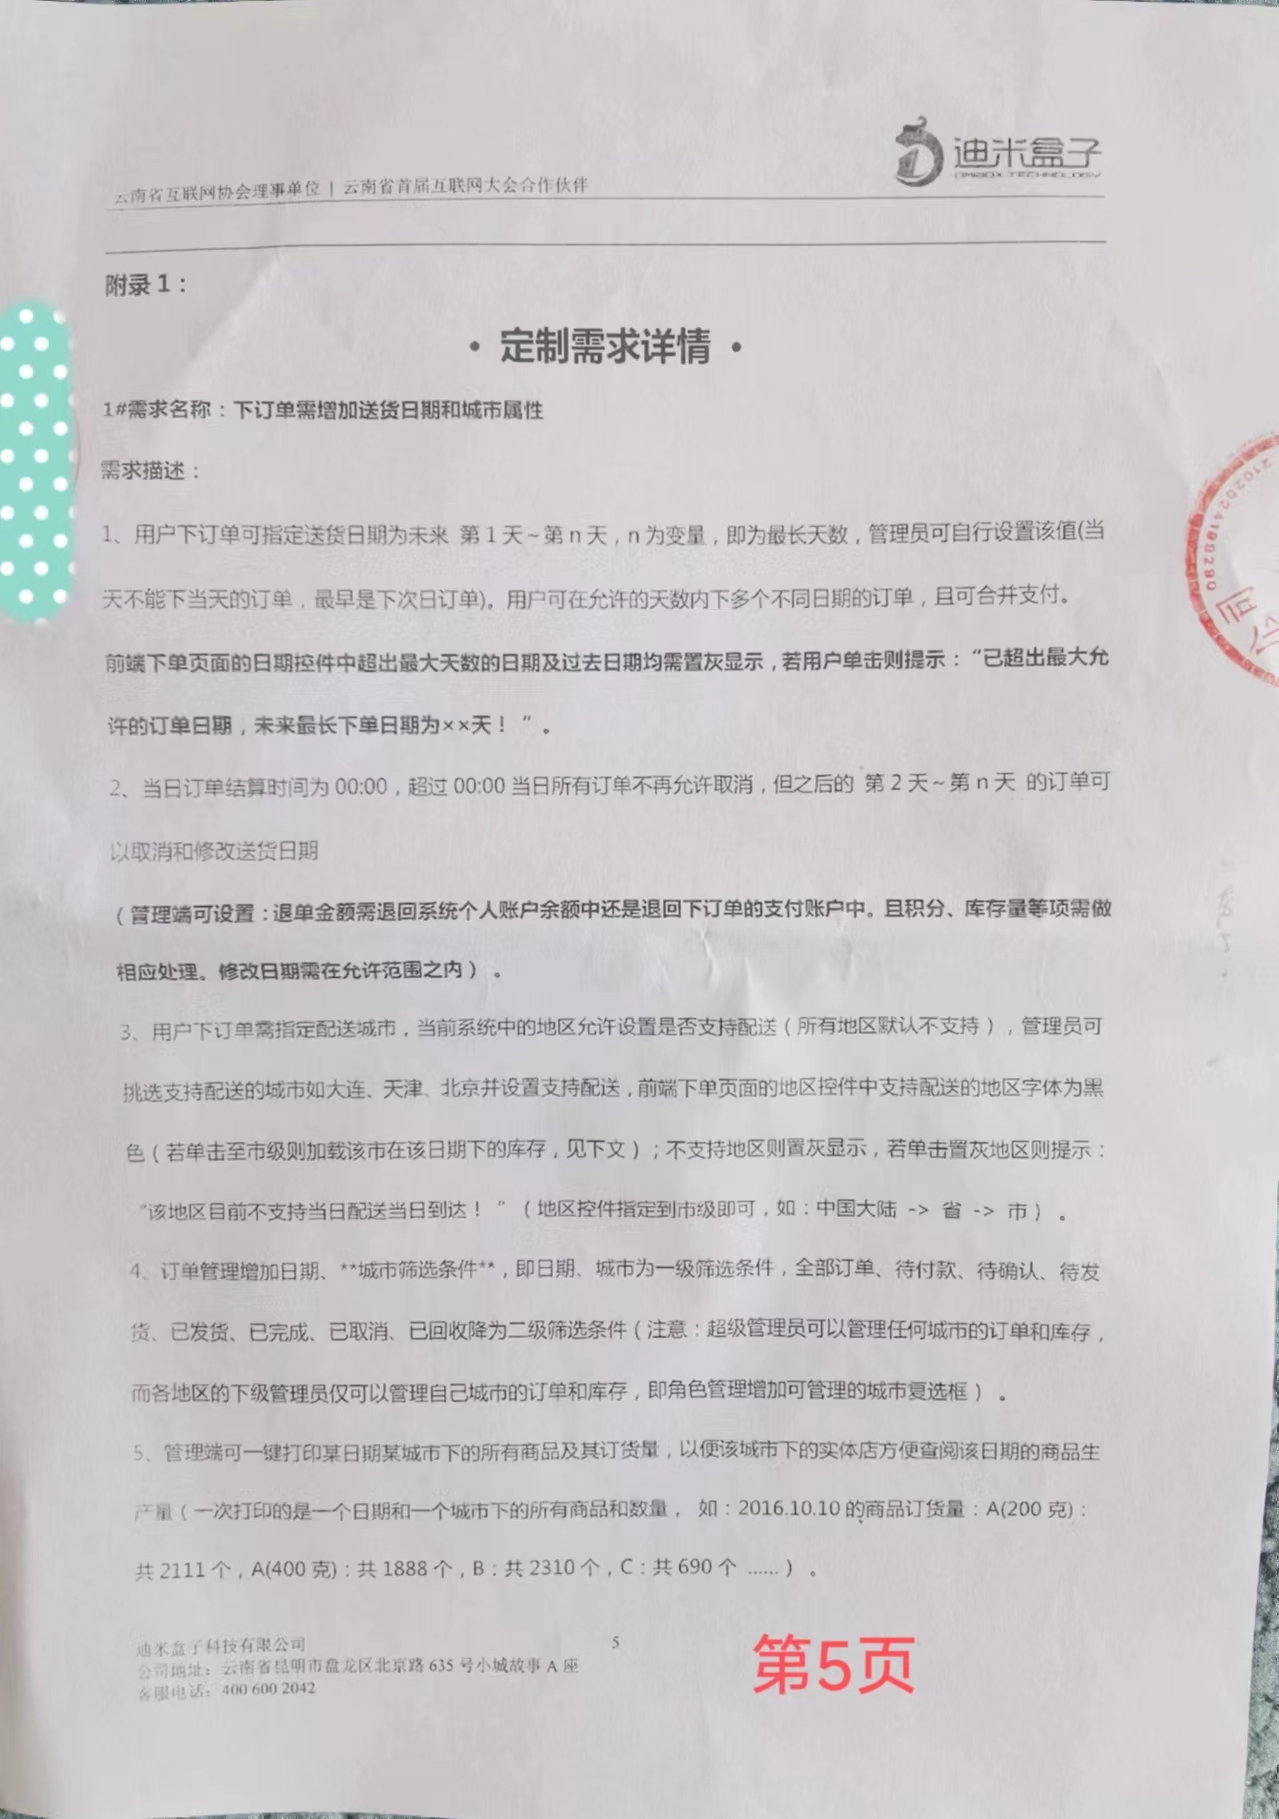 迪米盒子
DMIBOX TECHNOLOGY
云南省互联网协会理事单位 | 云南省首届互联网大会合作伙伴
附录 1：
· 定制需求详情 ·
1#需求名称：下订单需增加送货日期和城市属性
需求描述：
1、用户下订单可指定送货日期为未来 第 1 天~第 n 天，n 为变量，即为最长天数，管理员可自行设置该值(当
天不能下当天的订单，最早是下次日订单)。用户可在允许的天数内下多个不同日期的订单，且可合并支付。
前端下单页面的日期控件中超出最大天数的日期及过去日期均需置灰显示，若用户单击则提示：“已超出最大允
许的订单日期，未来最长下单日期为××天！”。
2、当日订单结算时间为 00:00，超过 00:00 当日所有订单不再允许取消，但之后的 第 2 天~第 n 天 的订单可
以取消和修改送货日期
（管理端可设置：退单金额需退回系统个人账户余额中还是退回下订单的支付账户中。且积分、库存量等项需做
相应处理。修改日期需在允许范围之内）。
3、用户下订单需指定配送城市，当前系统中的地区允许设置是否支持配送（所有地区默认不支持），管理员可
挑选支持配送的城市如大连、天津、北京并设置支持配送，前端下单页面的地区控件中支持配送的地区字体为黑
色（若单击至市级则加载该市在该日期下的库存，见下文）；不支持地区则置灰显示，若单击置灰地区则提示：
“该地区目前不支持当日配送当日到达！”（地区控件指定到市级即可，如：中国大陆 -> 省 -> 市）。
4、订单管理增加日期、**城市筛选条件**，即日期、城市为一级筛选条件，全部订单、待付款、待确认、待发
货、已发货、已完成、已取消、已回收降为二级筛选条件（注意：超级管理员可以管理任何城市的订单和库存，
而各地区的下级管理员仅可以管理自己城市的订单和库存，即角色管理增加可管理的城市复选框）。
5、管理端可一键打印某日期某城市下的所有商品及其订货量，以便该城市下的实体店方便查阅该日期的商品生
产量（一次打印的是一个日期和一个城市下的所有商品和数量， 如：2016.10.10 的商品订货量：A(200 克)：
共 2111 个，A(400 克)：共 1888 个，B：共 2310 个，C：共 690 个 ......）。
2102024199290
公司
迪米盒子科技有限公司
公司地址：云南省昆明市盘龙区北京路 635 号小城故事 A 座
客服电话：400 600 2042
5
第5页